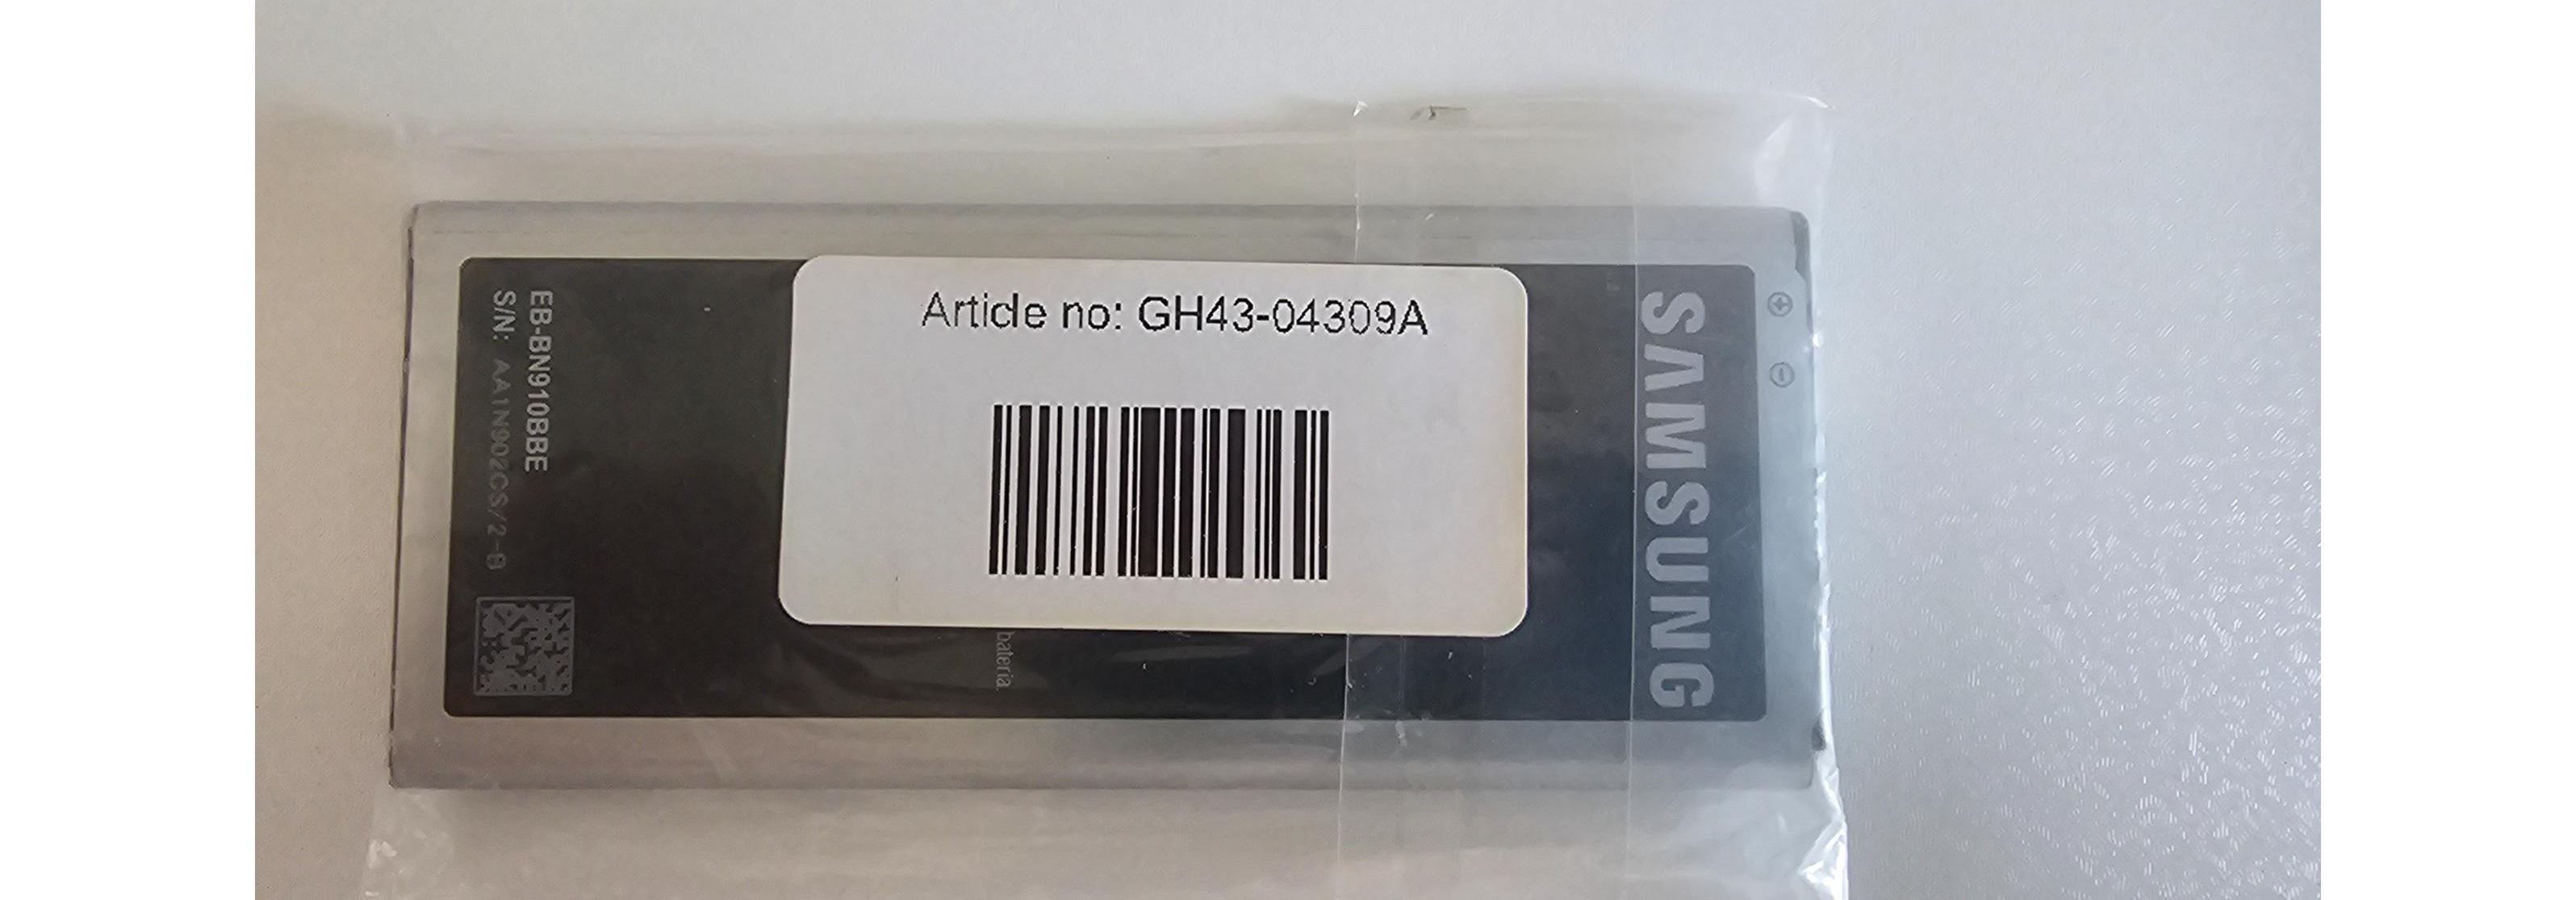 Article no: GH43-04309A
SAMSUNG
EB-BN910BBE
S/N: AA1N902CS/2-B
bateria.